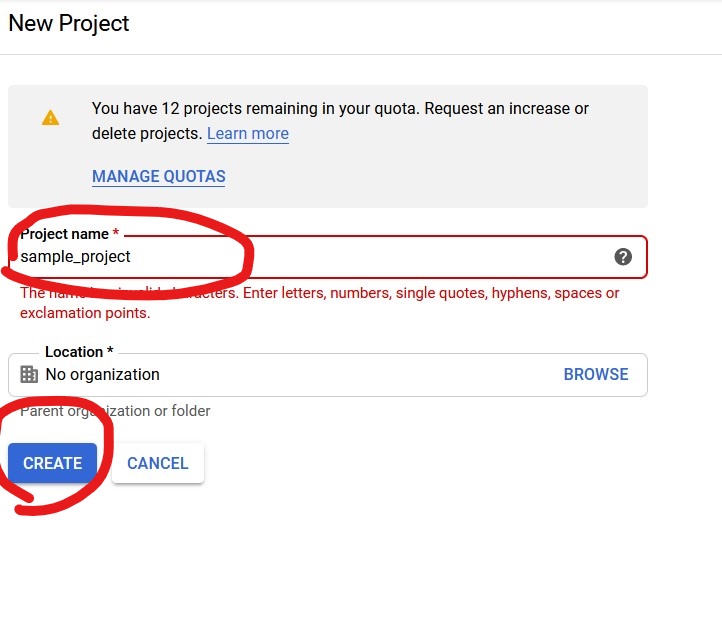 New Project
You have 12 projects remaining in your quota. Request an increase or
delete projects. Learn more
MANAGE QUOTAS
Project name *
sample_project
The name has invalid characters. Enter letters, numbers, single quotes, hyphens, spaces or
exclamation points.
Location *
No organization
BROWSE
Parent organization or folder
CREATE
CANCEL